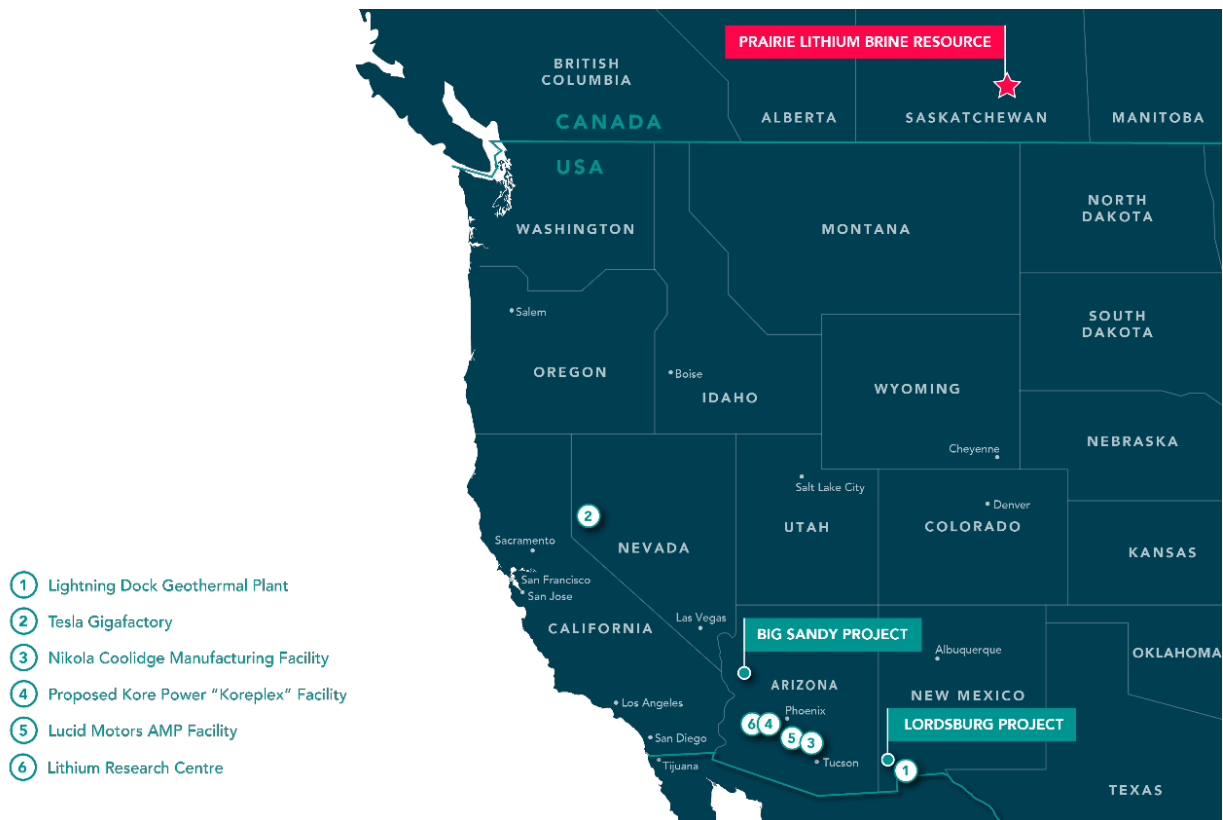 PRAIRIE LITHIUM BRINE RESOURCE
BRITISH
COLUMBIA
CANADA
ALBERTA
SASKATCHEWAN
MANITOBA
USA
WASHINGTON
MONTANA
NORTH
DAKOTA
Salem
OREGON
Boise
IDAHO
WYOMING
SOUTH
DAKOTA
Cheyenne
NEBRASKA
Salt Lake City
Denver
UTAH
COLORADO
KANSAS
2
NEVADA
Sacramento
San Francisco
San Jose
CALIFORNIA
Las Vegas
BIG SANDY PROJECT
Albuquerque
OKLAHOMA
ARIZONA
NEW MEXICO
Los Angeles
Phoenix
6
4
5
3
LORDSBURG PROJECT
San Diego
Tijuana
Tucson
1
TEXAS
1 Lightning Dock Geothermal Plant
2 Tesla Gigafactory
3 Nikola Coolidge Manufacturing Facility
4 Proposed Kore Power “Koreplex” Facility
5 Lucid Motors AMP Facility
6 Lithium Research Centre